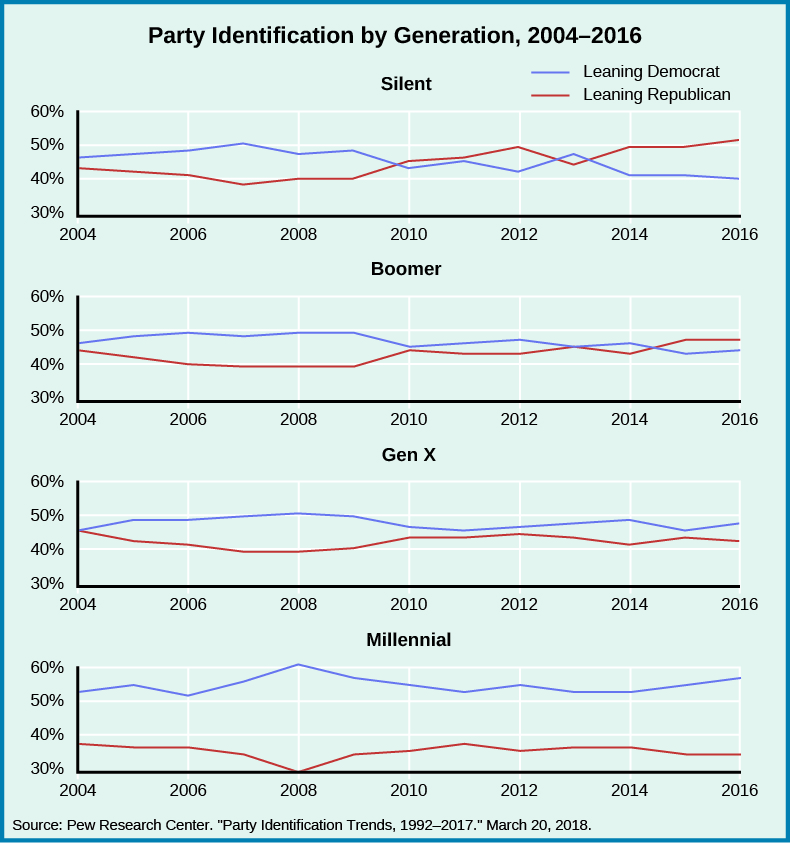 Party Identification by Generation, 2004–2016
Leaning Democrat
Leaning Republican
Silent
60%
50%
40%
30%
2004 2006 2008 2010 2012 2014 2016
Boomer
60%
50%
40%
30%
2004 2006 2008 2010 2012 2014 2016
Gen X
60%
50%
40%
30%
2004 2006 2008 2010 2012 2014 2016
Millennial
60%
50%
40%
30%
2004 2006 2008 2010 2012 2014 2016
Source: Pew Research Center. "Party Identification Trends, 1992–2017." March 20, 2018.